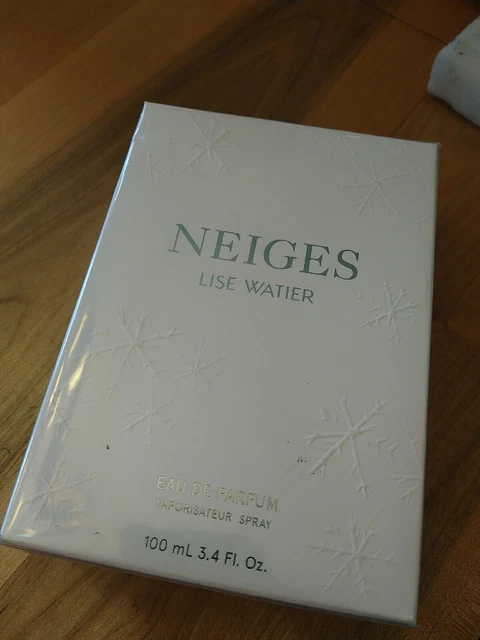 NEIGES
LISE WATIER
EAU DE PARFUM
VAPORISATEUR SPRAY
100 mL 3.4 Fl. Oz.